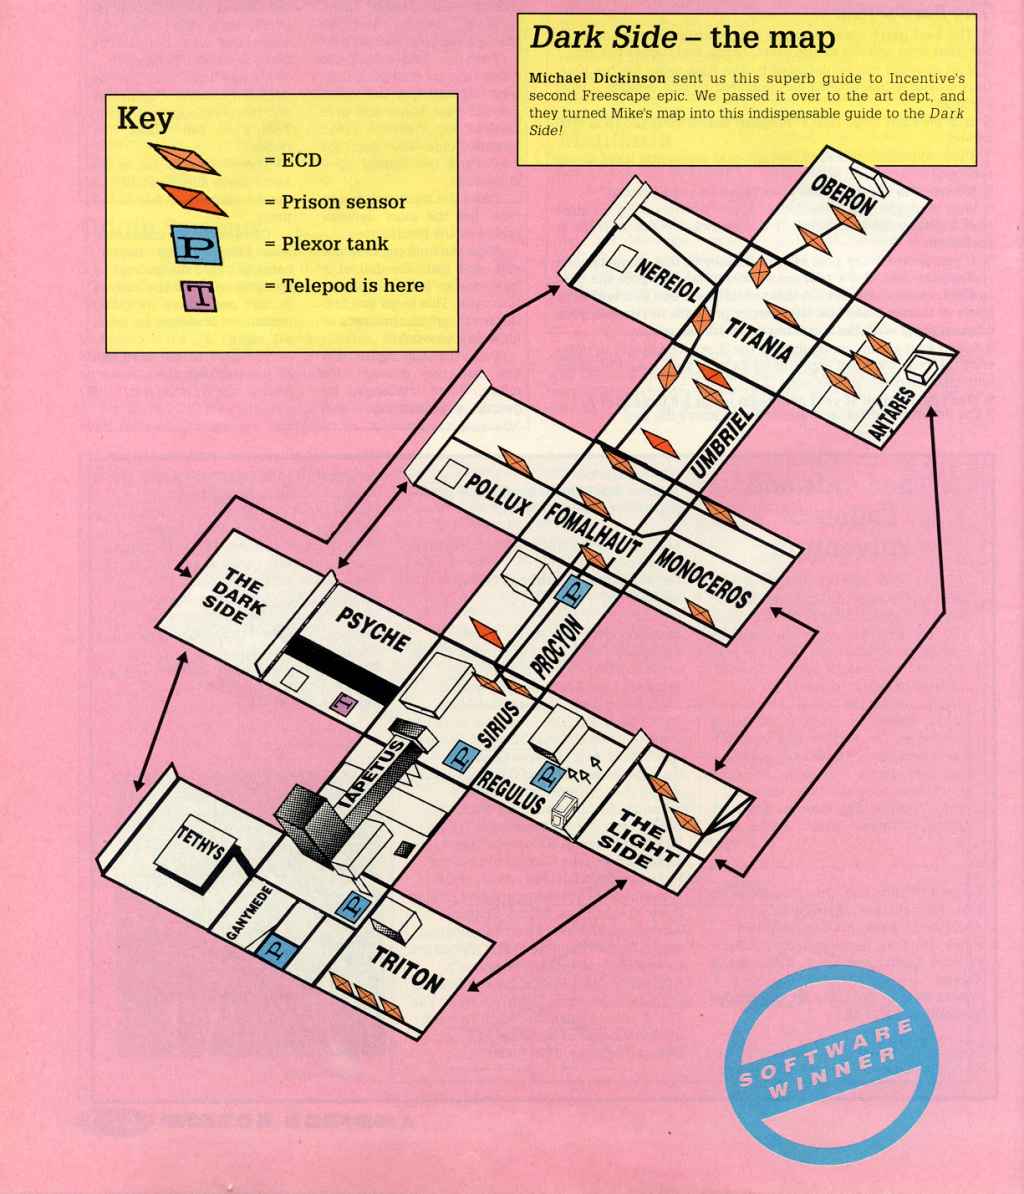 Dark Side – the map
Michael Dickinson sent us this superb guide to Incentive's
second Freescape epic. We passed it over to the art dept, and
they turned Mike's map into this indispensable guide to the Dark
Side!
Key
= ECD
= Prison sensor
P
= Plexor tank
T
= Telepod is here
OBERON
NEREIOL
TITANIA
ANTARES
UMBRIEL
POLLUX
FOMALHAUT
MONOCEROS
P
PROCYON
THE
DARK
SIDE
PSYCHE
T
SIRIUS
P
IAPETUS
REGULUS
P
THE
LIGHT
SIDE
TETHYS
GANYMEDE
P
P
TRITON
SOFTWARE
WINNER